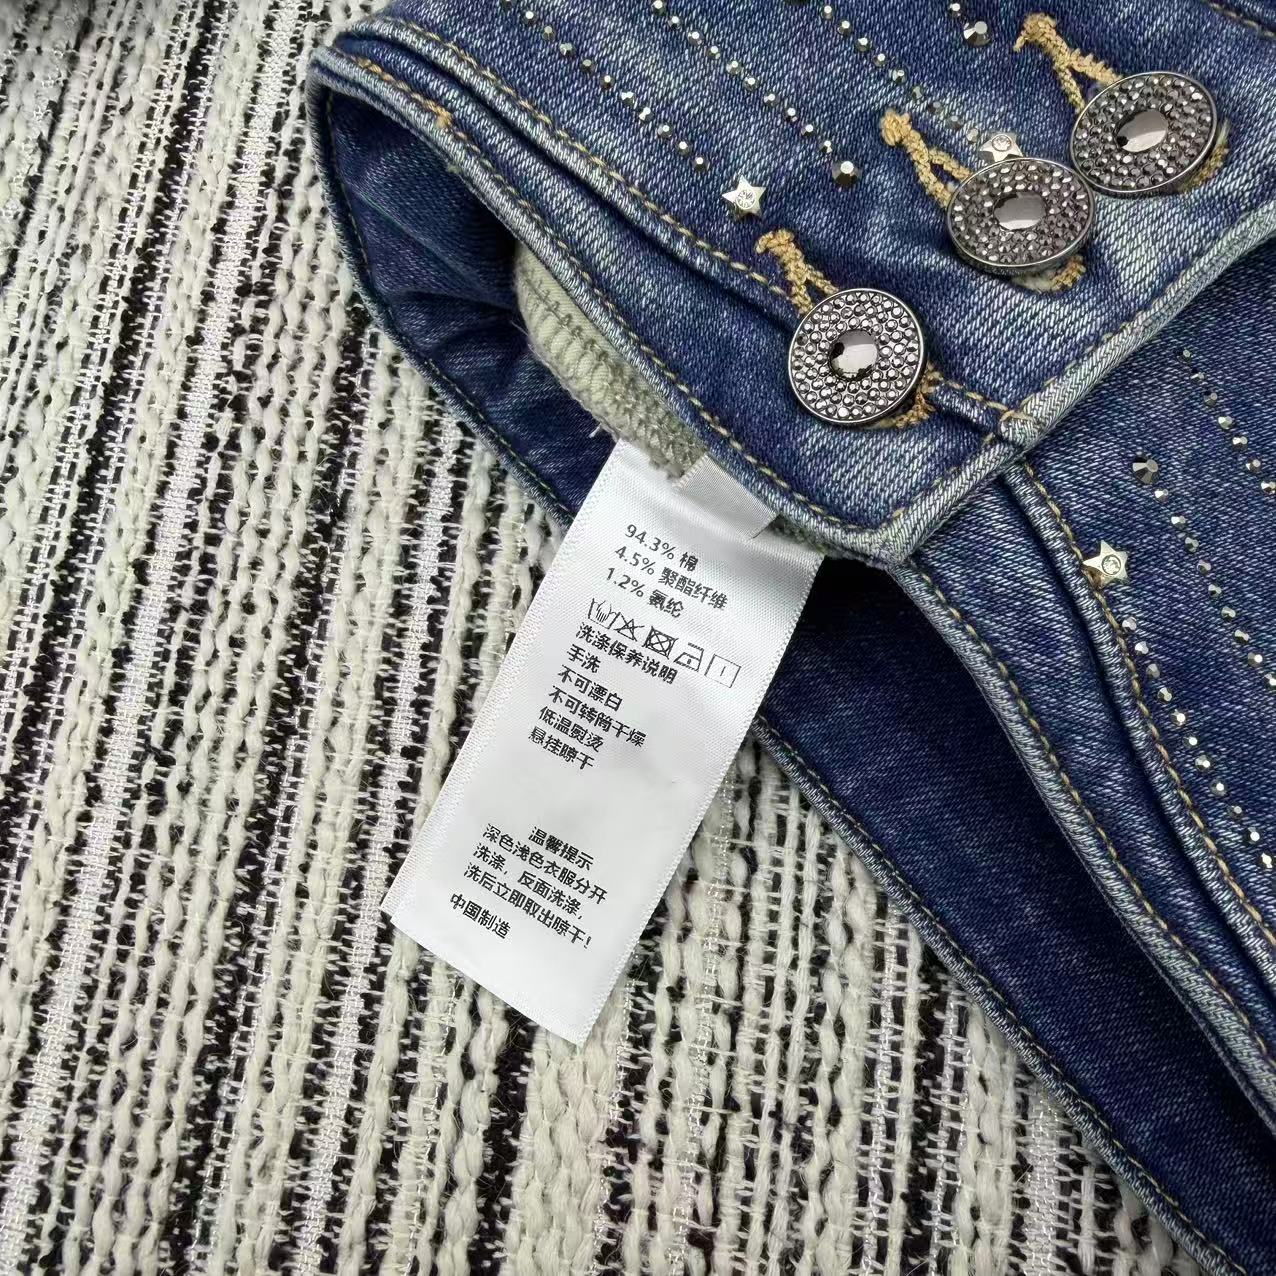 94.3% 棉
4.5% 聚酯纤维
1.2% 氨纶
洗涤保养说明
手洗
不可漂白
不可转筒干燥
低温熨烫
悬挂晾干
温馨提示
深色浅色衣服分开
洗涤，反面洗涤，
洗后立即取出晾干!
中国制造